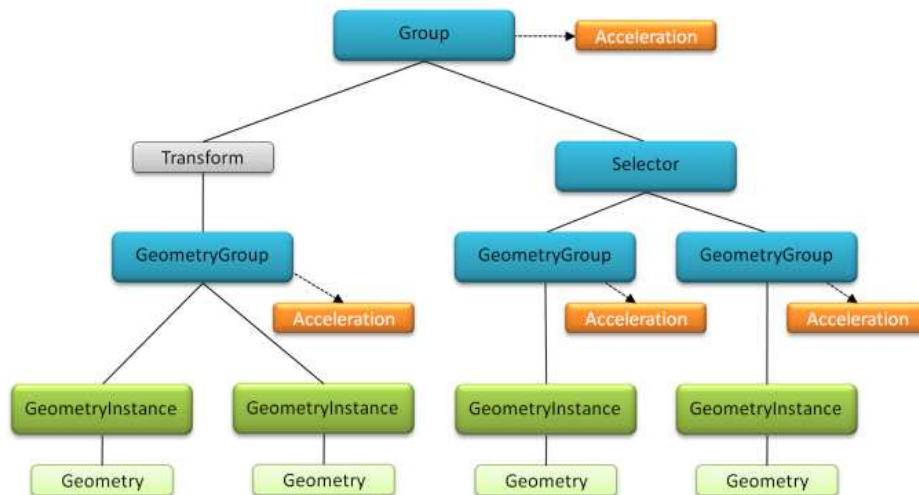 Group
Acceleration
Transform
Selector
GeometryGroup
GeometryGroup
GeometryGroup
Acceleration
Acceleration
Acceleration
GeometryInstance
GeometryInstance
GeometryInstance
GeometryInstance
Geometry
Geometry
Geometry
Geometry